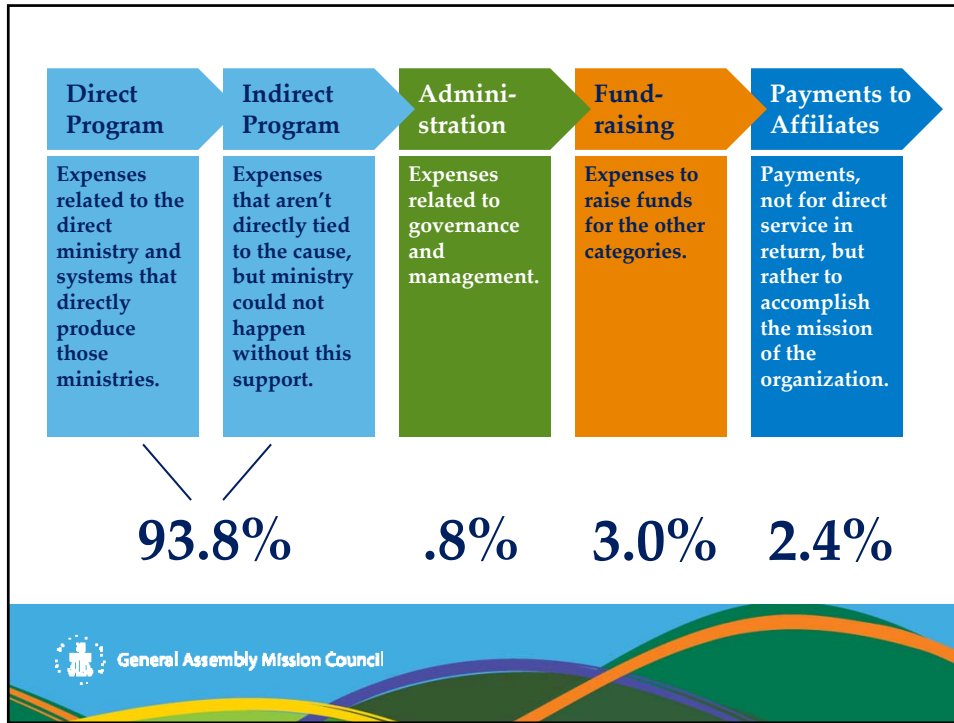 Direct
Program
Indirect
Program
Admini-
stration
Fund-
raising
Payments to
Affiliates
Expenses
related to the
direct
ministry and
systems that
directly
produce
those
ministries.
Expenses
that aren't
directly tied
to the cause,
but ministry
could not
happen
without this
support.
Expenses
related to
governance
and
management.
Expenses to
raise funds
for the other
categories.
Payments,
not for direct
service in
return, but
rather to
accomplish
the mission
of the
organization.
93.8%
.8%
3.0%
2.4%
General Assembly Mission Council